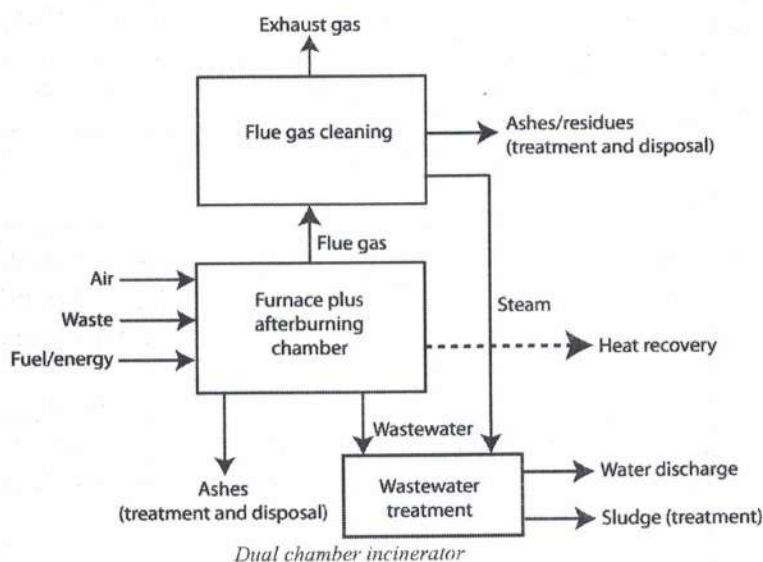 Exhaust gas
Flue gas cleaning
Ashes/residues
(treatment and disposal)
Flue gas
Air
Waste
Fuel/energy
Furnace plus
afterburning
chamber
Steam
Heat recovery
Wastewater
Ashes
(treatment and disposal)
Wastewater
treatment
Water discharge
Sludge (treatment)
Dual chamber incinerator